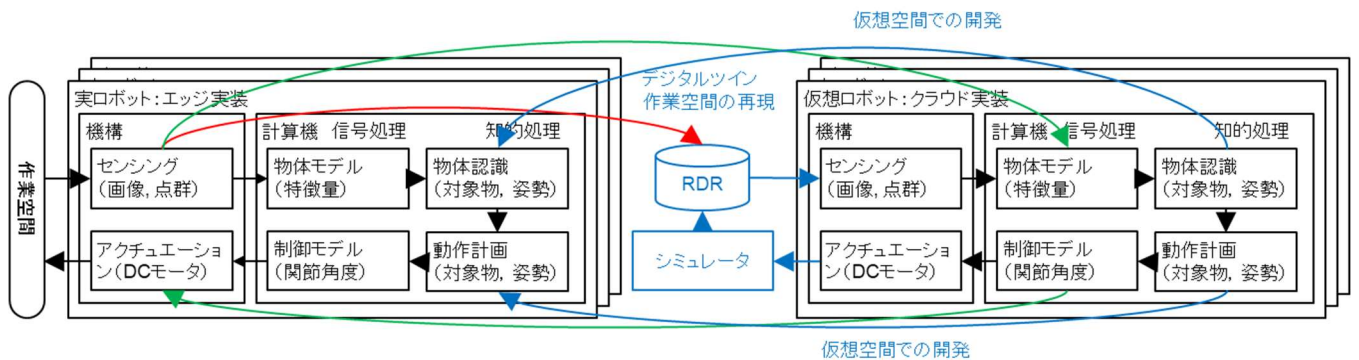 仮想空間での開発
デジタルツイン
作業空間の再現
実ロボット：エッジ実装
仮想ロボット：クラウド実装
作業空間
機構
計算機 信号処理
知的処理
センシング
（画像，点群）
物体モデル
（特徴量）
物体認識
（対象物，姿勢）
アクチュエーショ
ン（DCモータ）
制御モデル
（関節角度）
動作計画
（対象物，姿勢）
RDR
シミュレータ
機構
計算機 信号処理
知的処理
センシング
（画像，点群）
物体モデル
（特徴量）
物体認識
（対象物，姿勢）
アクチュエーショ
ン（DCモータ）
制御モデル
（関節角度）
動作計画
（対象物，姿勢）
仮想空間での開発